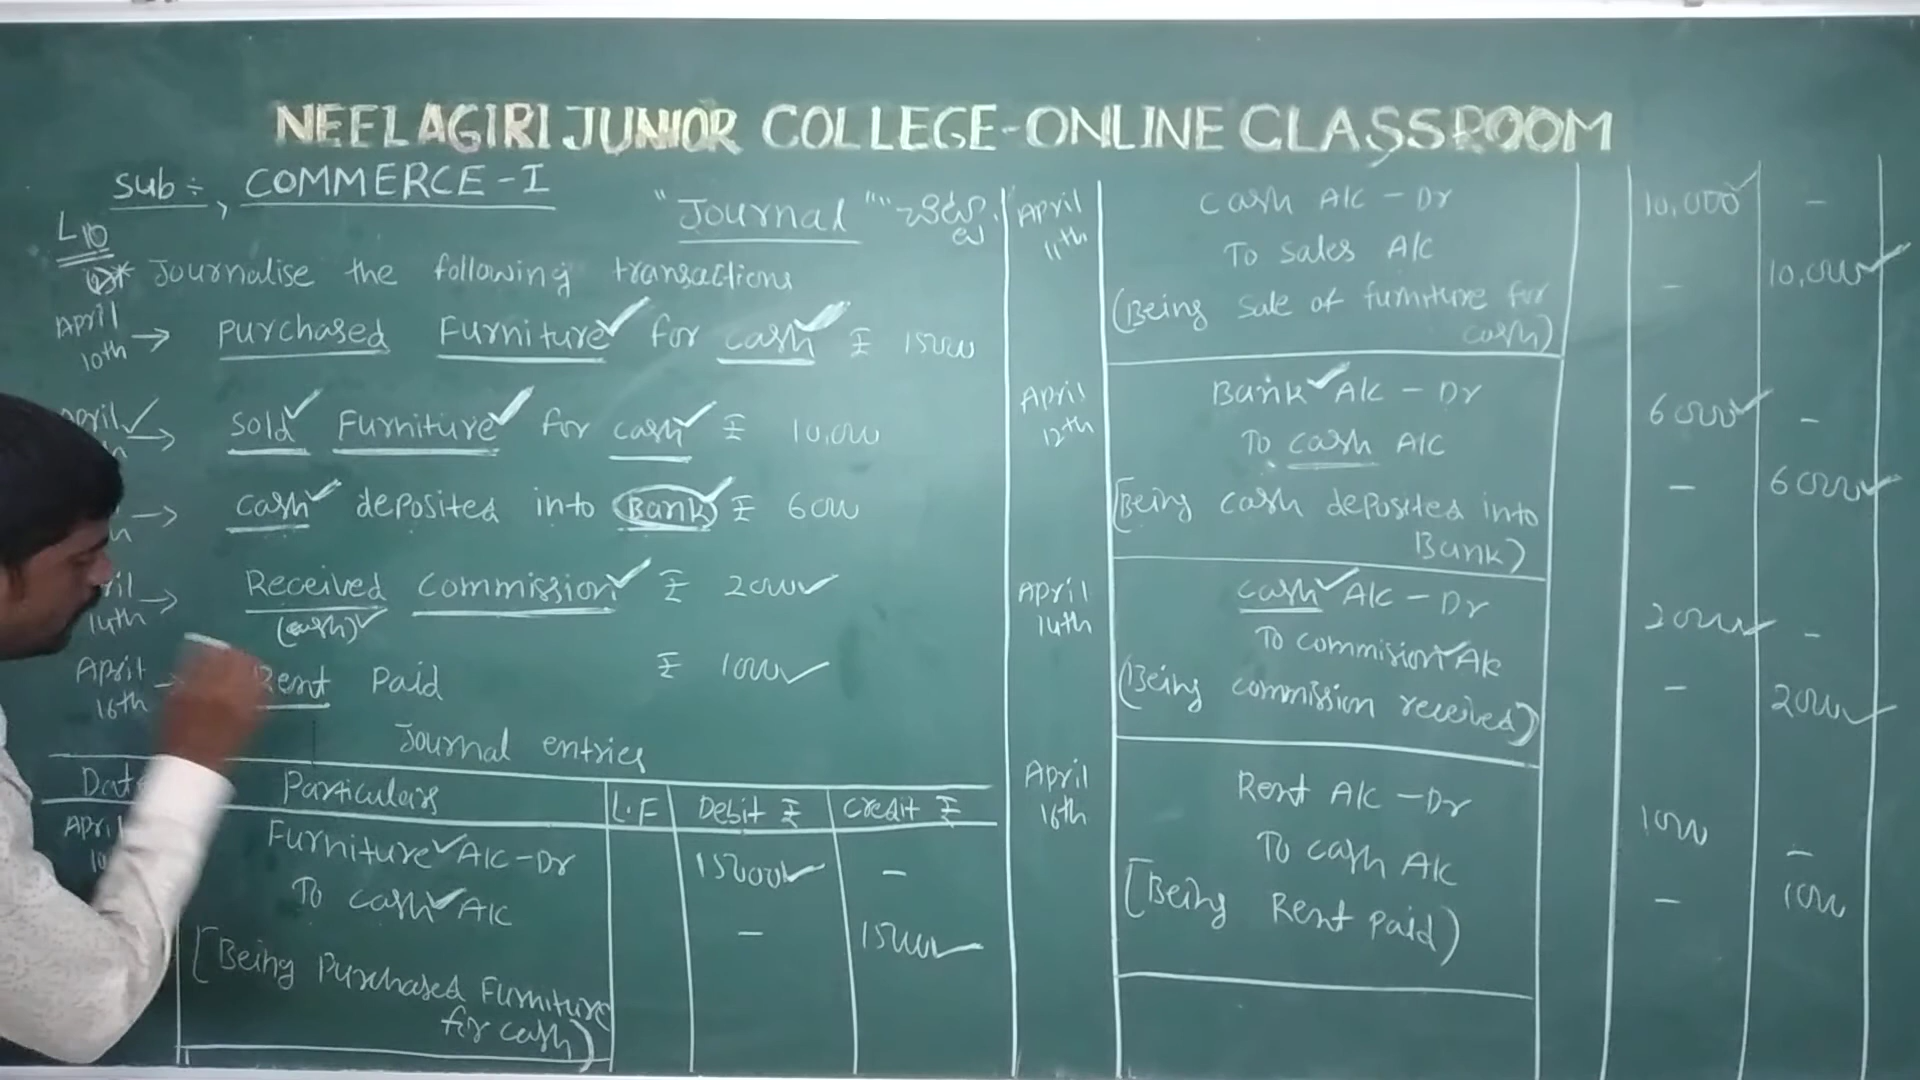 NEELAGIRI JUNIOR COLLEGE-ONLINE CLASSROOM
Sub:, COMMERCE-I
"Journal"
L10
Journalise the following transactions
April 10th → Purchased Furniture for cash ₹ 15000
April → Sold Furniture for cash ₹ 10,000
→ cash deposited into Bank ₹ 6000
14th → Received Commission ₹ 2000
(cash)
April 16th → Rent Paid ₹ 1000
Journal entries
Particulars L.F Debit ₹ Credit ₹
April Furniture A/c-Dr 15000 -
To cash A/c - 15000
[Being Purchased Furniture
for cash)
April 11th cash A/c - Dr 10,000 -
To sales A/c - 10,000
(Being sale of furniture for
cash)
April 12th Bank A/c - Dr 6000 -
To cash A/c - 6000
[Being cash deposited into
Bank)
April 14th cash A/c - Dr 2000 -
To commision A/c - 2000
(Being commission received)
April 16th Rent A/c - Dr 1000 -
To cash A/c - 1000
[Being Rent paid)